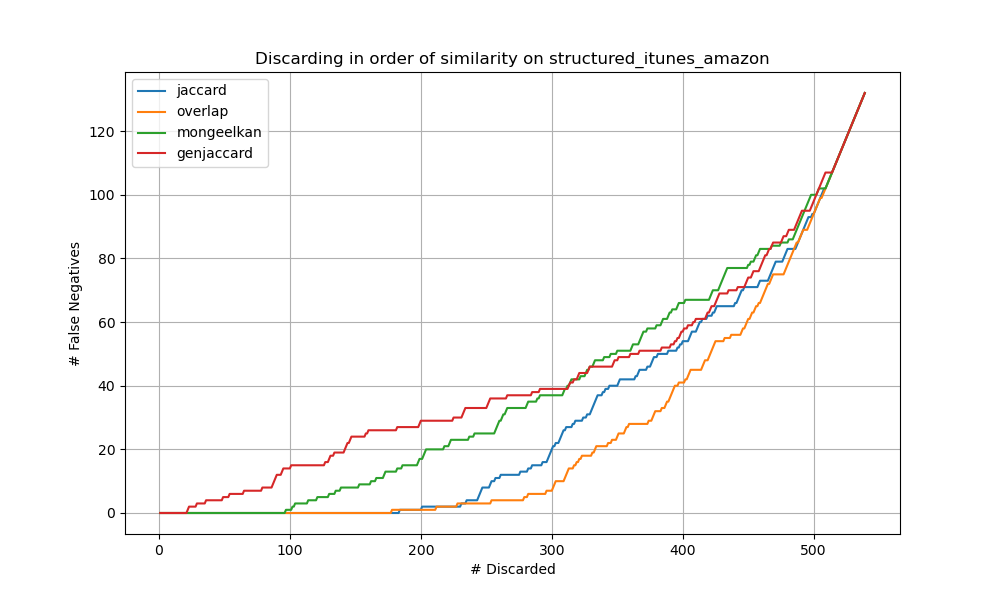 Discarding in order of similarity on structured_itunes_amazon
jaccard
overlap
mongeelkan
genjaccard
# False Negatives
120
100
80
60
40
20
0
0 100 200 300 400 500
# Discarded